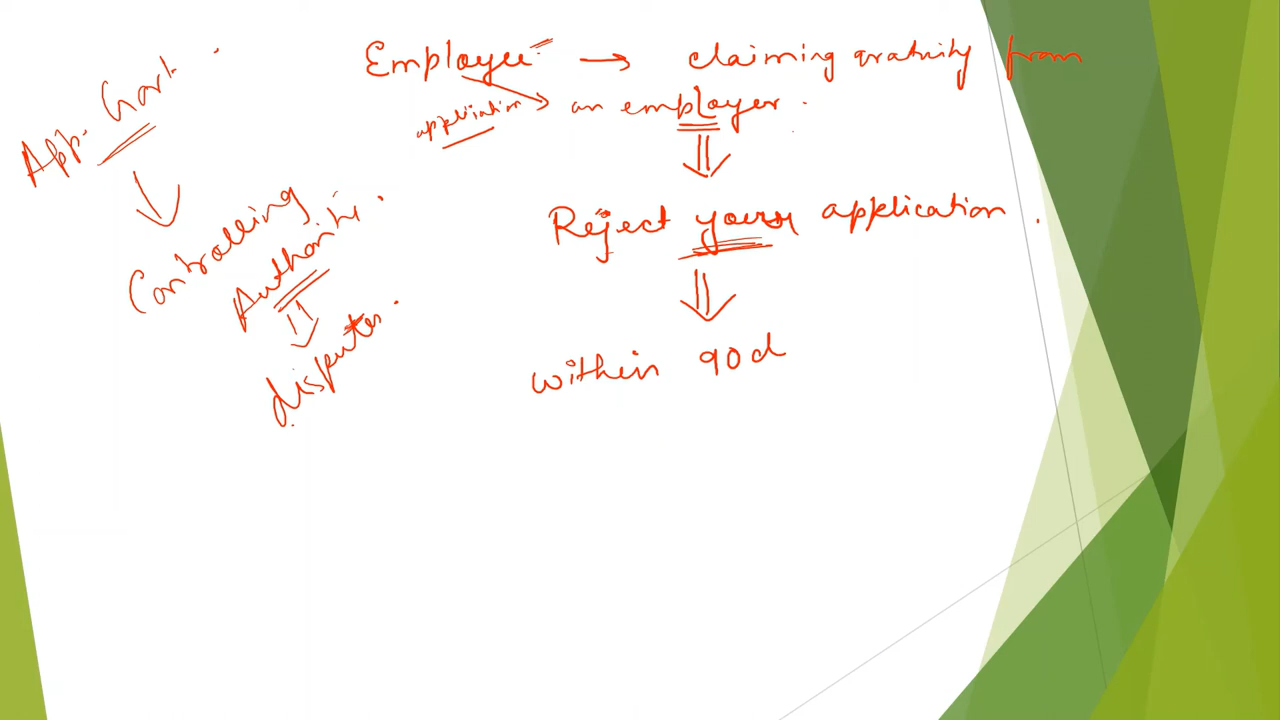 App. Govt.
Controlling
Authority.
disputes.
Employee → claiming gratuity from
application an employer.
Reject your application.
within 90d